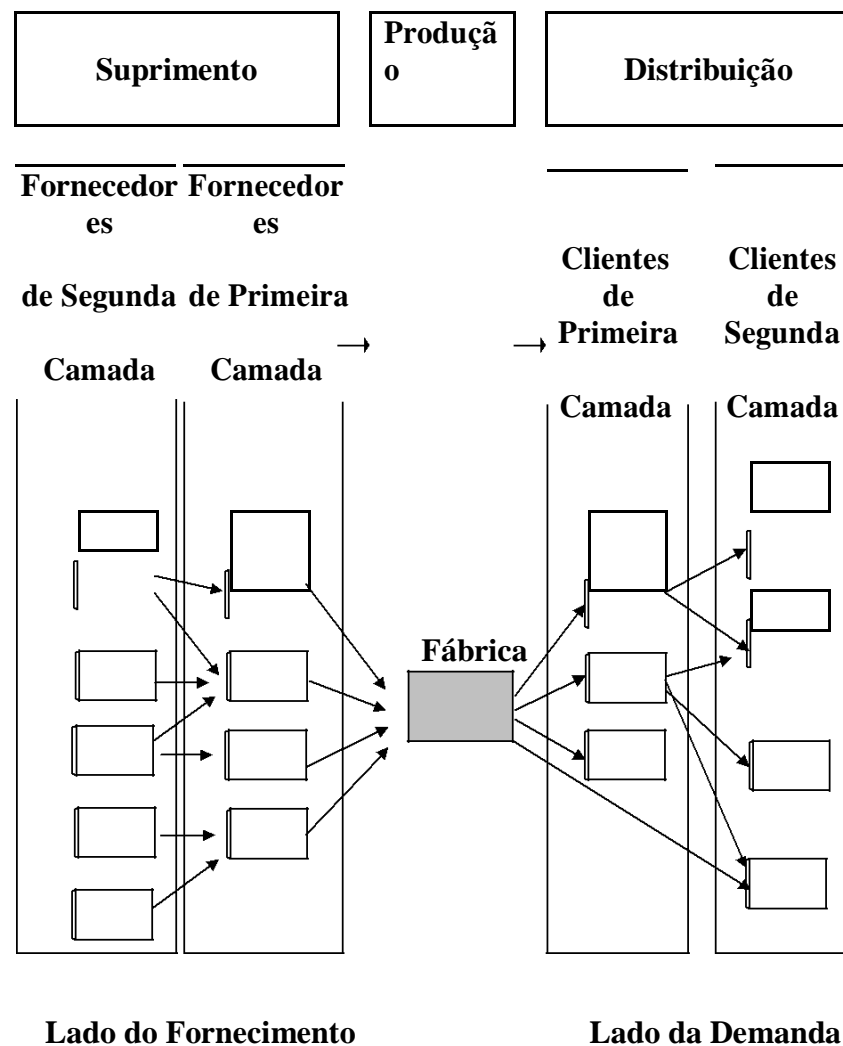 Suprimento
Produçã
o
Distribuição
Fornecedor
es
de Segunda
Camada
Fornecedor
es
de Primeira
Camada
Clientes
de
Primeira
Camada
Clientes
de
Segunda
Camada
Fábrica
Lado do Fornecimento
Lado da Demanda